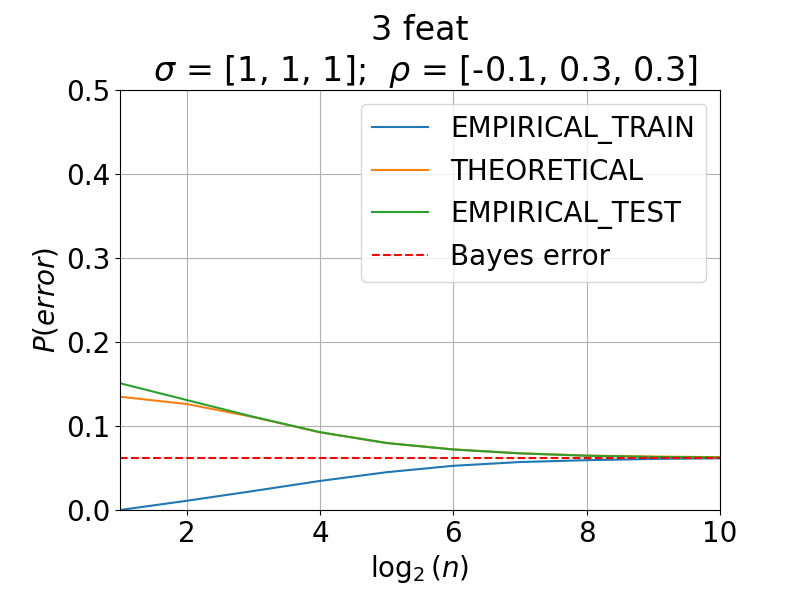 3 feat
σ = [1, 1, 1];  ρ = [-0.1, 0.3, 0.3]
0.5
0.4
0.3
0.2
0.1
0.0
P(error)
EMPIRICAL_TRAIN
THEORETICAL
EMPIRICAL_TEST
Bayes error
2
4
6
8
10
log₂ (n)